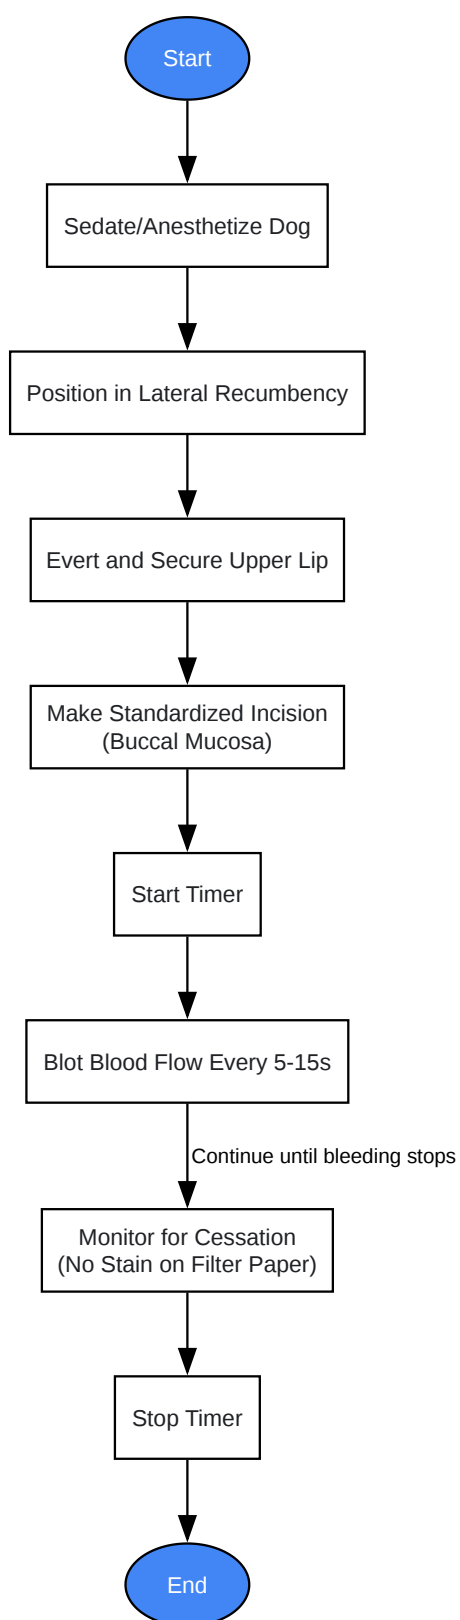 Start
Sedate/Anesthetize Dog
Position in Lateral Recumbency
Evert and Secure Upper Lip
Make Standardized Incision
(Buccal Mucosa)
Start Timer
Blot Blood Flow Every 5-15s
Continue until bleeding stops
Monitor for Cessation
(No Stain on Filter Paper)
Stop Timer
End